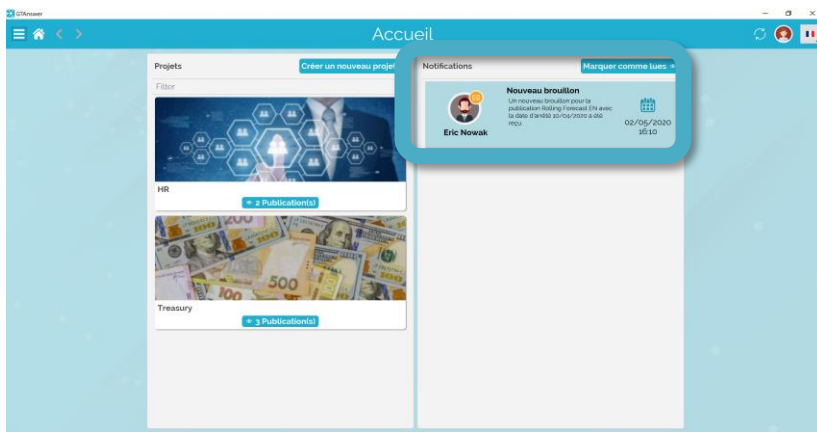 GTAnswer
Accueil
Projets
Créer un nouveau projet
Filter
HR
2 Publication(s)
Treasury
3 Publication(s)
Notifications
Marquer comme lues
Nouveau brouillon
Un nouveau brouillon pour la
publication Rolling Forecast EN avec
la date d'arrêté 10/04/2020 a été
reçu.
Eric Nowak
02/05/2020
16:10